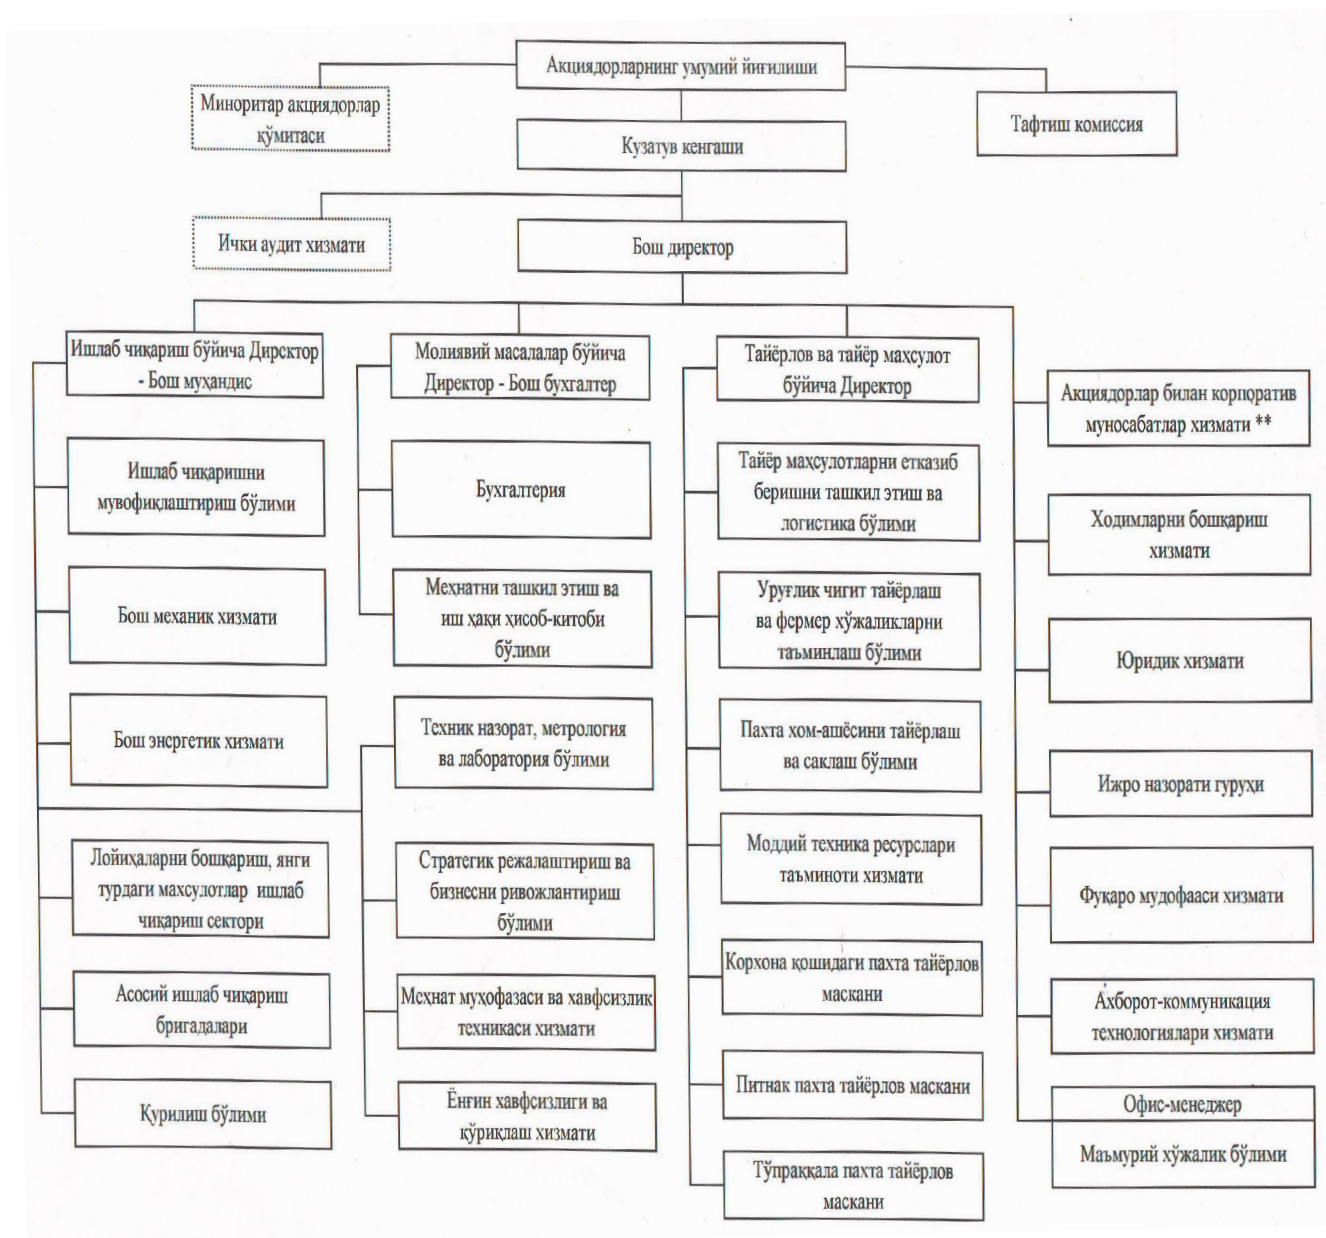 Акциядорларнинг умумий йиғилиши
Миноритар акциядорлар
қўмитаси
Тафтиш комиссия
Кузатув кенгаши
Ички аудит хизмати
Бош директор
Ишлаб чиқариш бўйича Директор
- Бош муҳандис
Ишлаб чиқаришни
мувофиқлаштириш бўлими
Бош механик хизмати
Бош энергетик хизмати
Лойиҳаларни бошқариш, янги
турдаги махсулотлар ишлаб
чиқариш сектори
Асосий ишлаб чиқариш
бригадалари
Қурилиш бўлими
Молиявий масалалар бўйича
Директор - Бош бухгалтер
Бухгалтерия
Меҳнатни ташкил этиш ва
иш ҳақи ҳисоб-китоби
бўлими
Техник назорат, метрология
ва лаборатория бўлими
Стратегик режалаштириш ва
бизнесни ривожлантириш
бўлими
Меҳнат муҳофазаси ва хавфсизлик
техникаси хизмати
Ёнғин хавфсизлиги ва
қўриқлаш хизмати
Тайёрлов ва тайёр маҳсулот
бўйича Директор
Тайёр маҳсулотларни етказиб
беришни ташкил этиш ва
логистика бўлими
Уруғлик чигит тайёрлаш
ва фермер хўжаликларни
таъминлаш бўлими
Пахта хом-ашёсини тайёрлаш
ва саклаш бўлими
Моддий техника ресурслари
таъминоти хизмати
Корхона қошидаги пахта тайёрлов
маскани
Питнак пахта тайёрлов маскани
Тўпраққала пахта тайёрлов
маскани
Акциядорлар билан корпоратив
муносабатлар хизмати **
Ходимларни бошқариш
хизмати
Юридик хизмати
Ижро назорати гуруҳи
Фуқаро мудофааси хизмати
Ахборот-коммуникация
технологиялари хизмати
Офис-менеджер
Маъмурий хўжалик бўлими